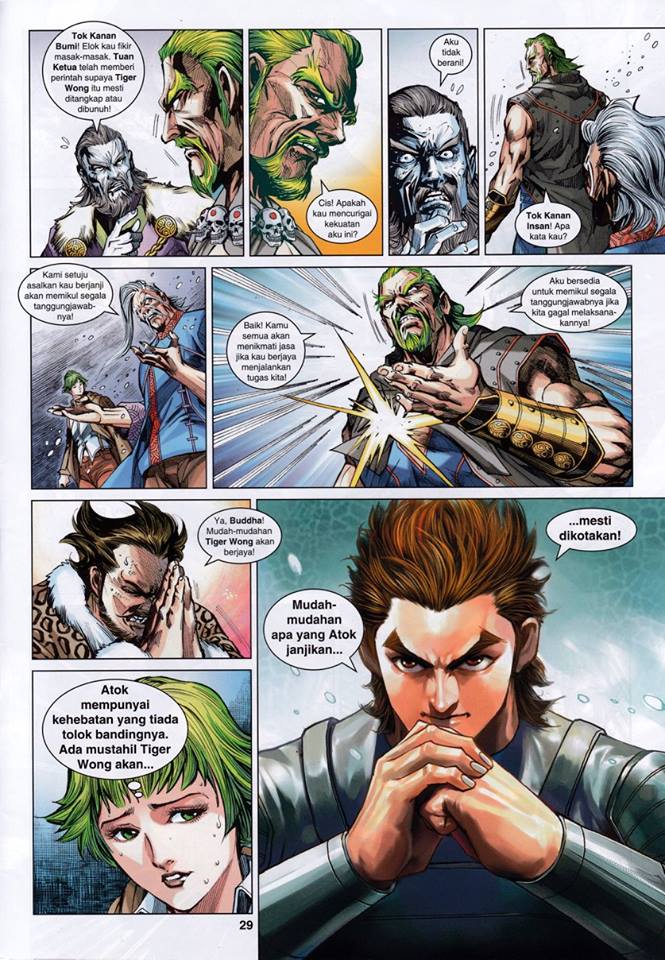 Tok Kanan
Bumi! Elok kau fikir
masak-masak. Tuan
Ketua telah memberi
perintah supaya Tiger
Wong itu mesti
ditangkap atau
dibunuh!
Cis! Apakah
kau mencurigai
kekuatan
aku ini?
Aku
tidak
berani!
Tok Kanan
Insan! Apa
kata kau?
Kami setuju
asalkan kau berjanji
akan memikul segala
tanggungjawab-
nya!
Baik! Kamu
semua akan
menikmati jasa
jika kau berjaya
menjalankan
tugas kita!
Aku bersedia
untuk memikul segala
tanggungjawabnya jika
kita gagal melaksana-
kannya!
Ya, Buddha!
Mudah-mudahan
Tiger Wong akan
berjaya!
Mudah-
mudahan
apa yang Atok
janjikan...
...mesti
dikotakan!
Atok
mempunyai
kehebatan yang tiada
tolok bandingnya.
Ada mustahil Tiger
Wong akan...
29